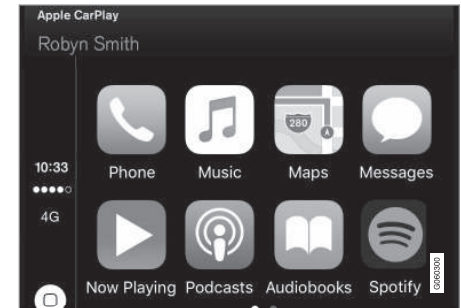 Apple CarPlay
Robyn Smith
280
Phone Music Maps Messages
10:33
4G
Now Playing Podcasts Audiobooks Spotify
G060300